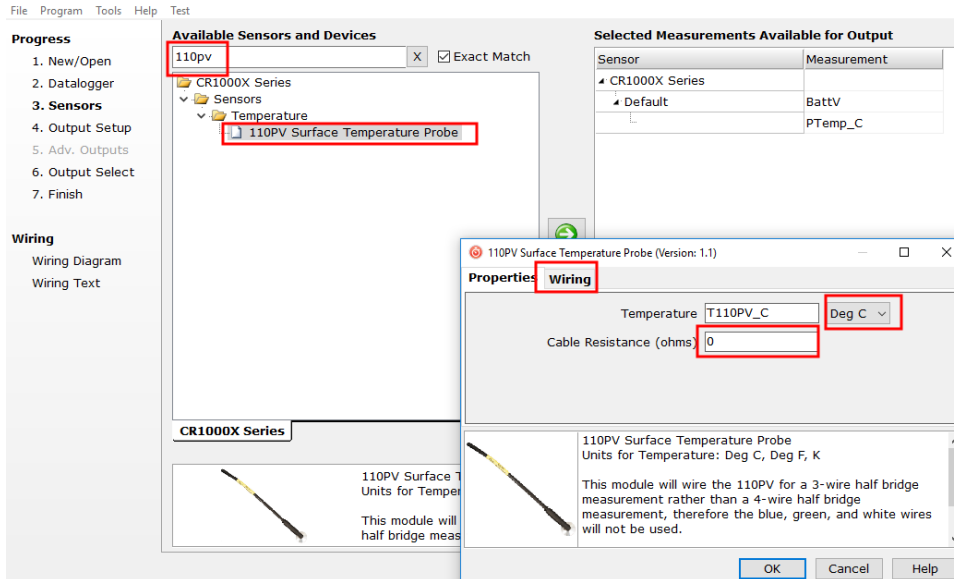 File Program Tools Help Test
Progress
1. New/Open
2. Datalogger
3. Sensors
4. Output Setup
5. Adv. Outputs
6. Output Select
7. Finish
Wiring
Wiring Diagram
Wiring Text
Available Sensors and Devices
110pv X Exact Match
CR1000X Series
Sensors
Temperature
110PV Surface Temperature Probe
CR1000X Series
110PV Surface T
Units for Temper
This module will
half bridge meas
Selected Measurements Available for Output
Sensor Measurement
CR1000X Series
Default BattV
PTemp_C
110PV Surface Temperature Probe (Version: 1.1)
Properties Wiring
Temperature T110PV_C Deg C
Cable Resistance (ohms) 0
110PV Surface Temperature Probe
Units for Temperature: Deg C, Deg F, K
This module will wire the 110PV for a 3-wire half bridge
measurement rather than a 4-wire half bridge
measurement, therefore the blue, green, and white wires
will not be used.
OK Cancel Help